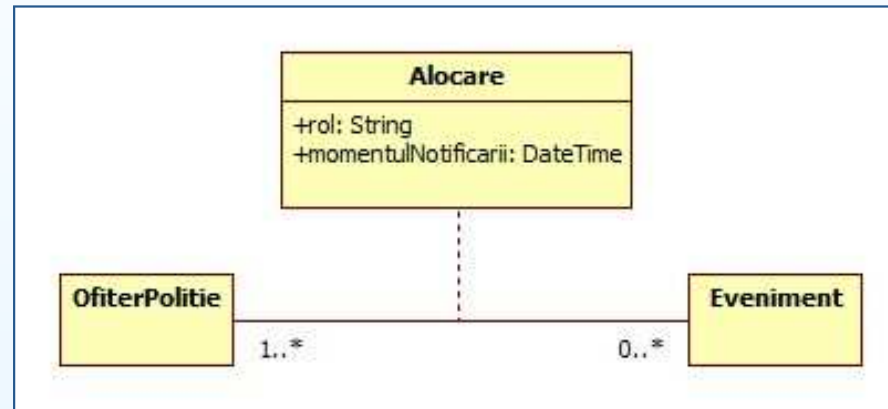 Alocare
+rol: String
+momentulNotificarii: DateTime
OfiterPolitie
Eveniment
1..*
0..*